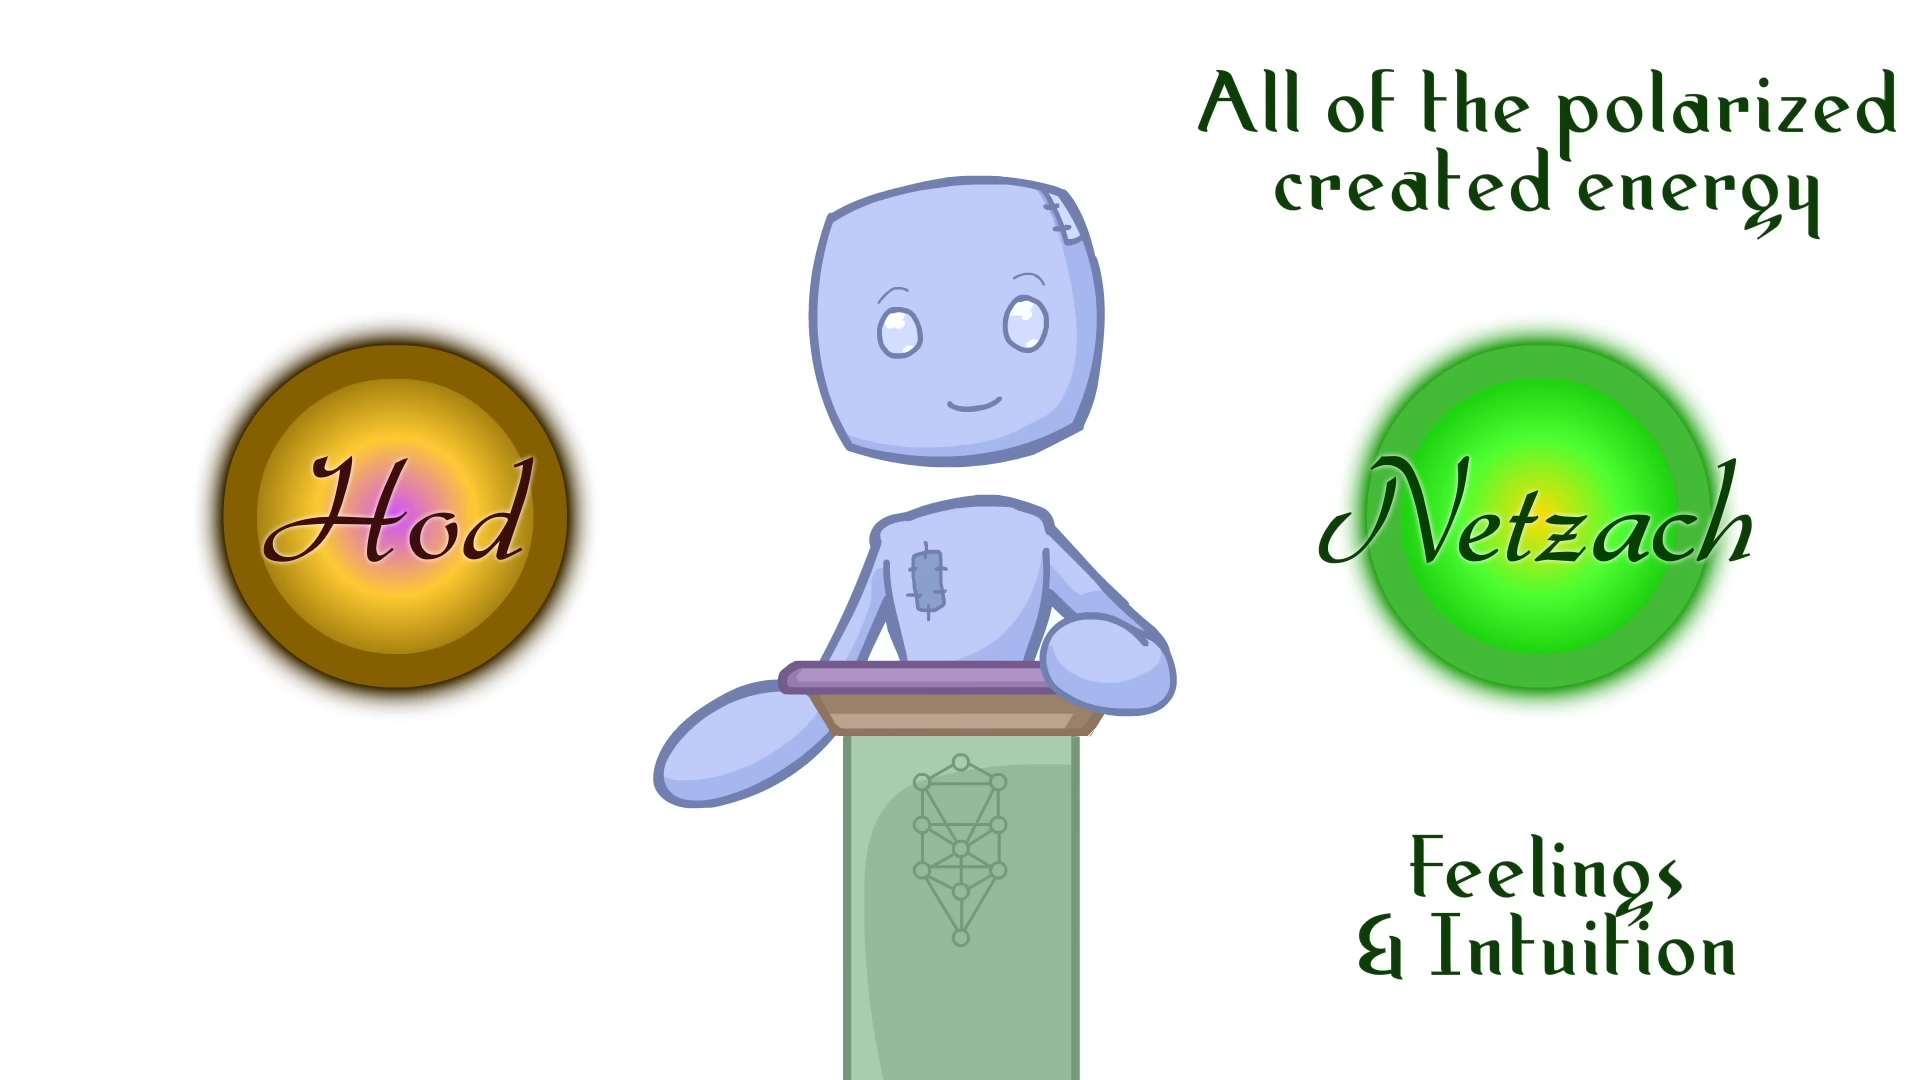 All of the polarized
created energy
Hod
Netzach
Feelings
& Intuition